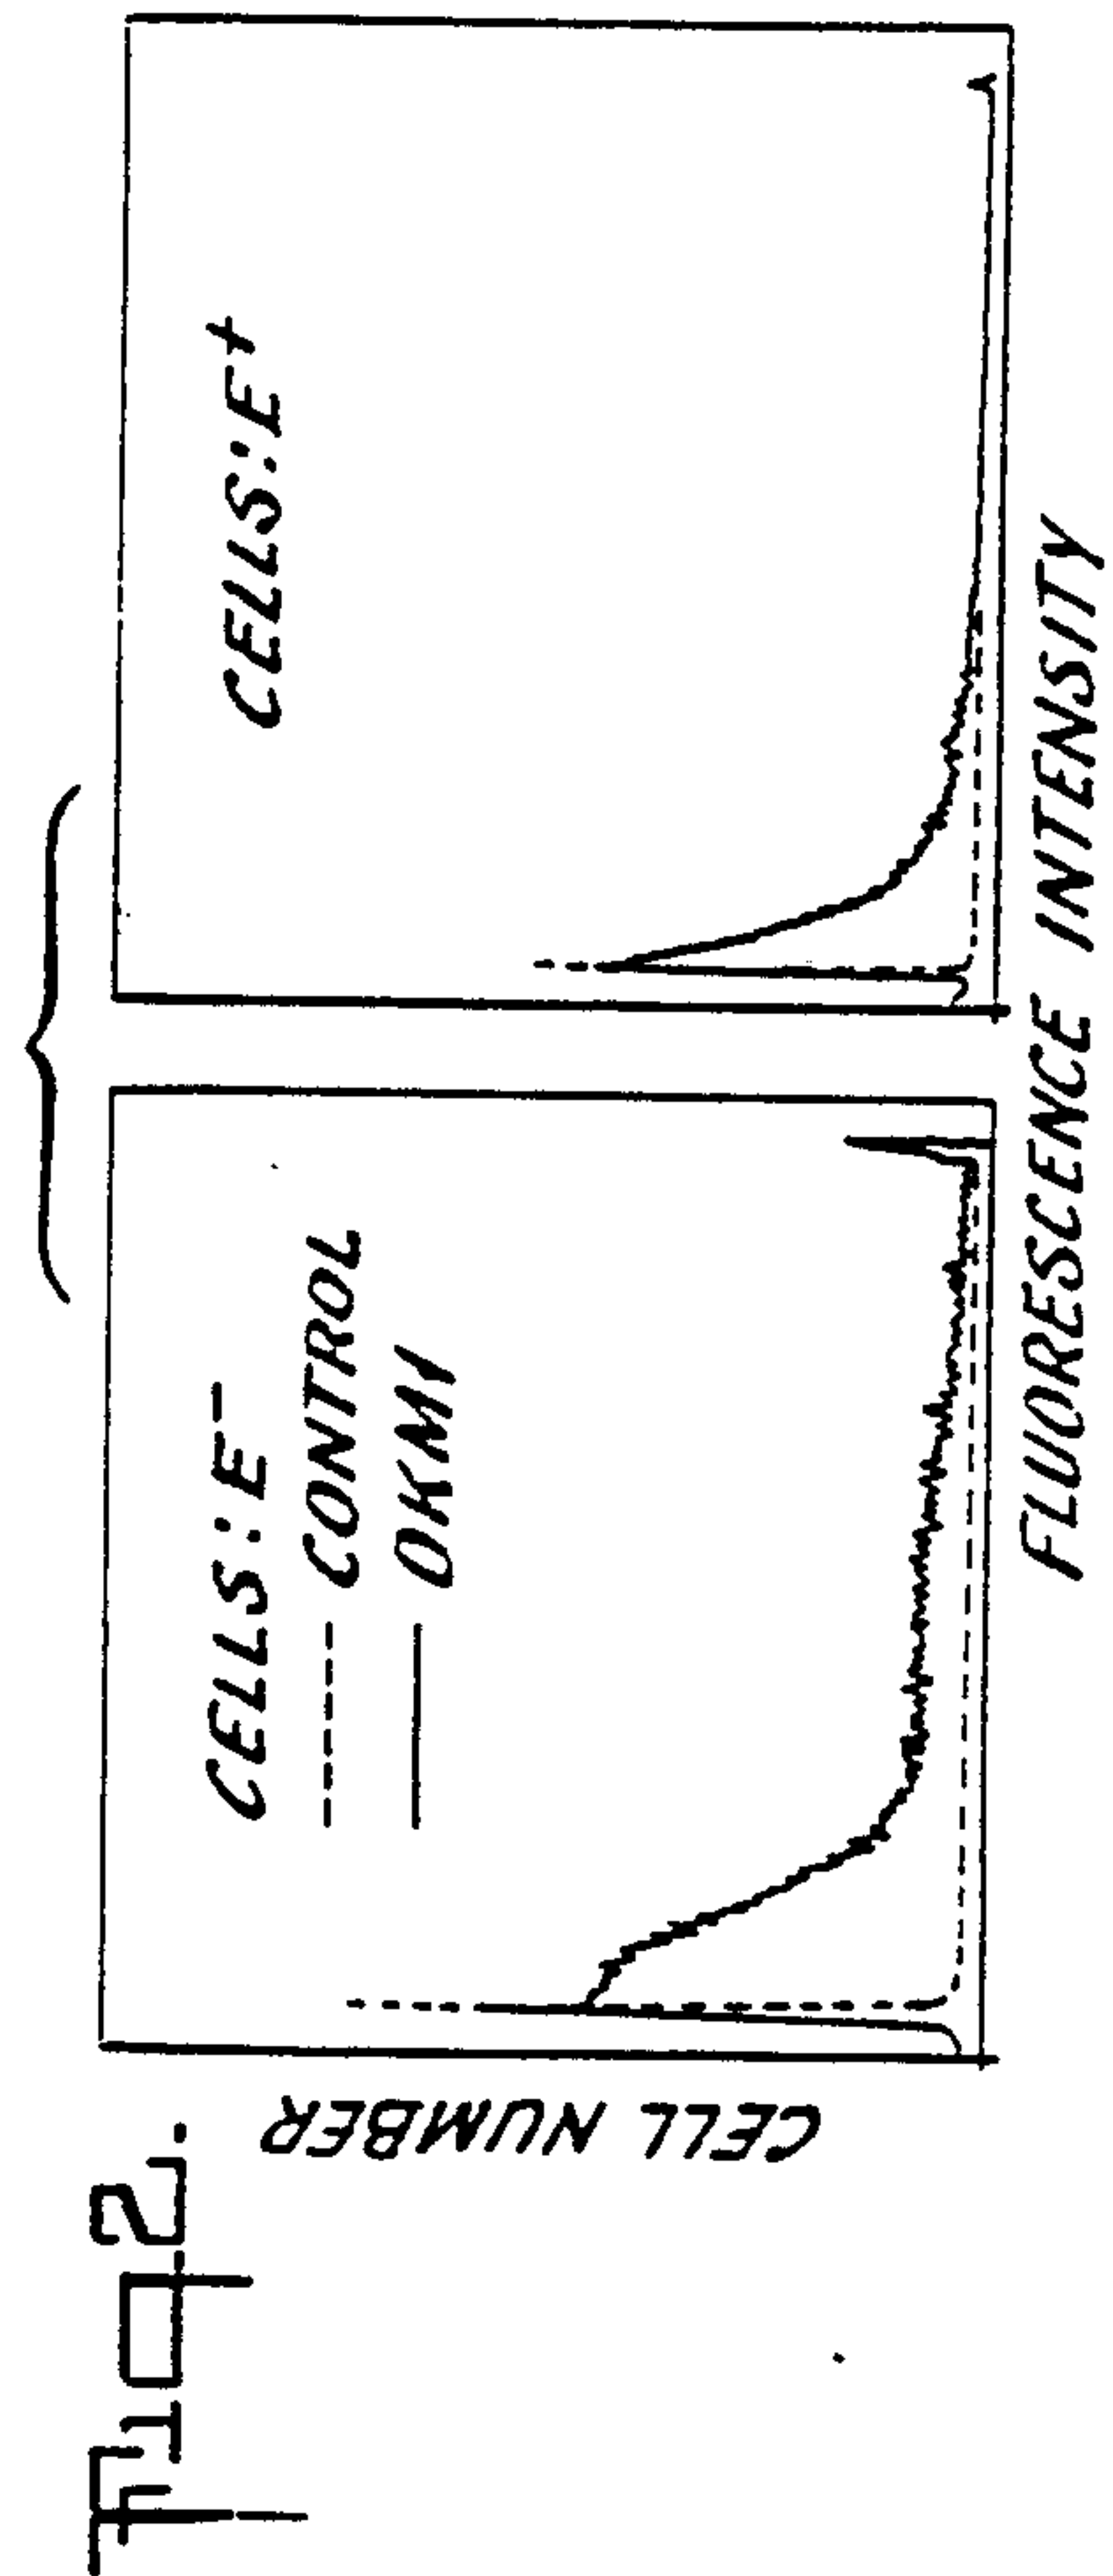 Fig. 2.
CELL NUMBER
CELLS: E⁻
CONTROL
OKM1
CELLS: E⁺
FLUORESCENCE INTENSITY